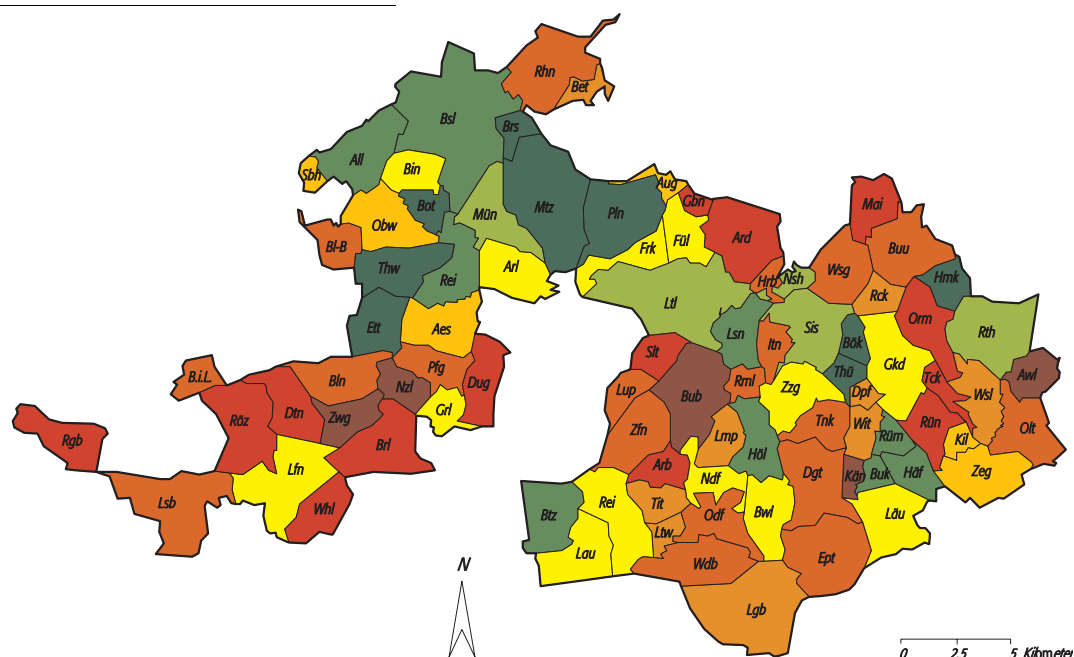 Rhn
Bet
Bsl
Brs
All
Bin
Sbh
Aug
Bot
Gbn
Mtz
Pln
Mün
Mai
Obw
Ard
Bl-B
Frk
Fül
Buu
Thw
Rei
Arl
Wsg
Hrb
Nsh
Hmk
Rck
Ltl
Ett
Aes
Lsn
Itn
Sis
Bök
Orm
Rth
Slt
Gkd
Pfg
B.i.L.
Bln
Nzl
Dug
Lup
Bub
Rml
Zzg
Thü
Tck
Awl
Dpf
Wsl
Grl
Röz
Dtn
Zwg
Zfn
Lmp
Tnk
Wit
Rün
Olt
Rgb
Brl
Rüm
Kil
Höl
Lfn
Arb
Ndf
Dgt
Kän
Buk
Häf
Zeg
Lsb
Whl
Btz
Rei
Tit
Odf
Bwl
Läu
Ltw
Lau
Wdb
Ept
N
Lgb
0 2.5 5 Kilometer